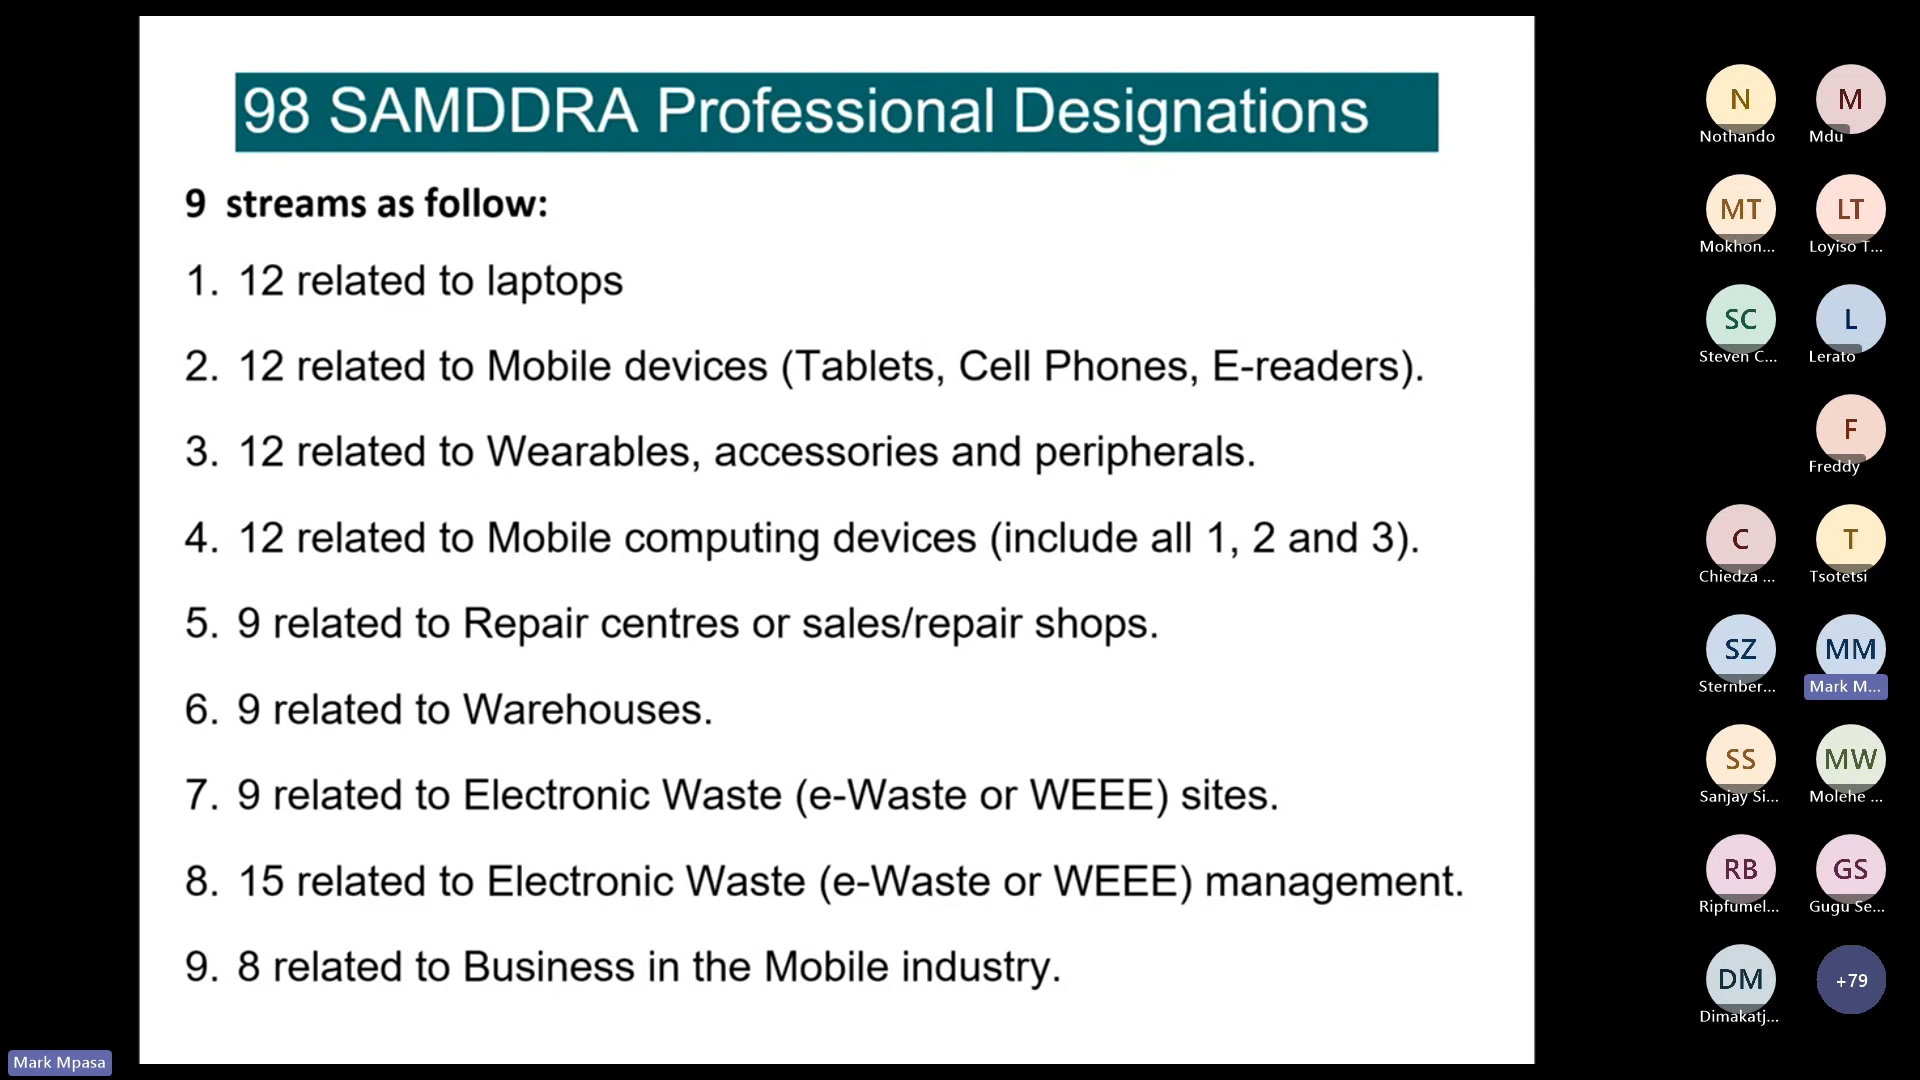 98 SAMDDRA Professional Designations
9 streams as follow:
1. 12 related to laptops
2. 12 related to Mobile devices (Tablets, Cell Phones, E-readers).
3. 12 related to Wearables, accessories and peripherals.
4. 12 related to Mobile computing devices (include all 1, 2 and 3).
5. 9 related to Repair centres or sales/repair shops.
6. 9 related to Warehouses.
7. 9 related to Electronic Waste (e-Waste or WEEE) sites.
8. 15 related to Electronic Waste (e-Waste or WEEE) management.
9. 8 related to Business in the Mobile industry.
Mark Mpasa
N M
Nothando Mdu
MT LT
Mokhon... Loyiso T...
SC L
Steven C... Lerato
F
Freddy
C T
Chiedza ... Tsotetsi
SZ MM
Sternber... Mark M...
SS MW
Sanjay Si... Molehe ...
RB GS
Ripfumel... Gugu Se...
DM +79
Dimakatj...